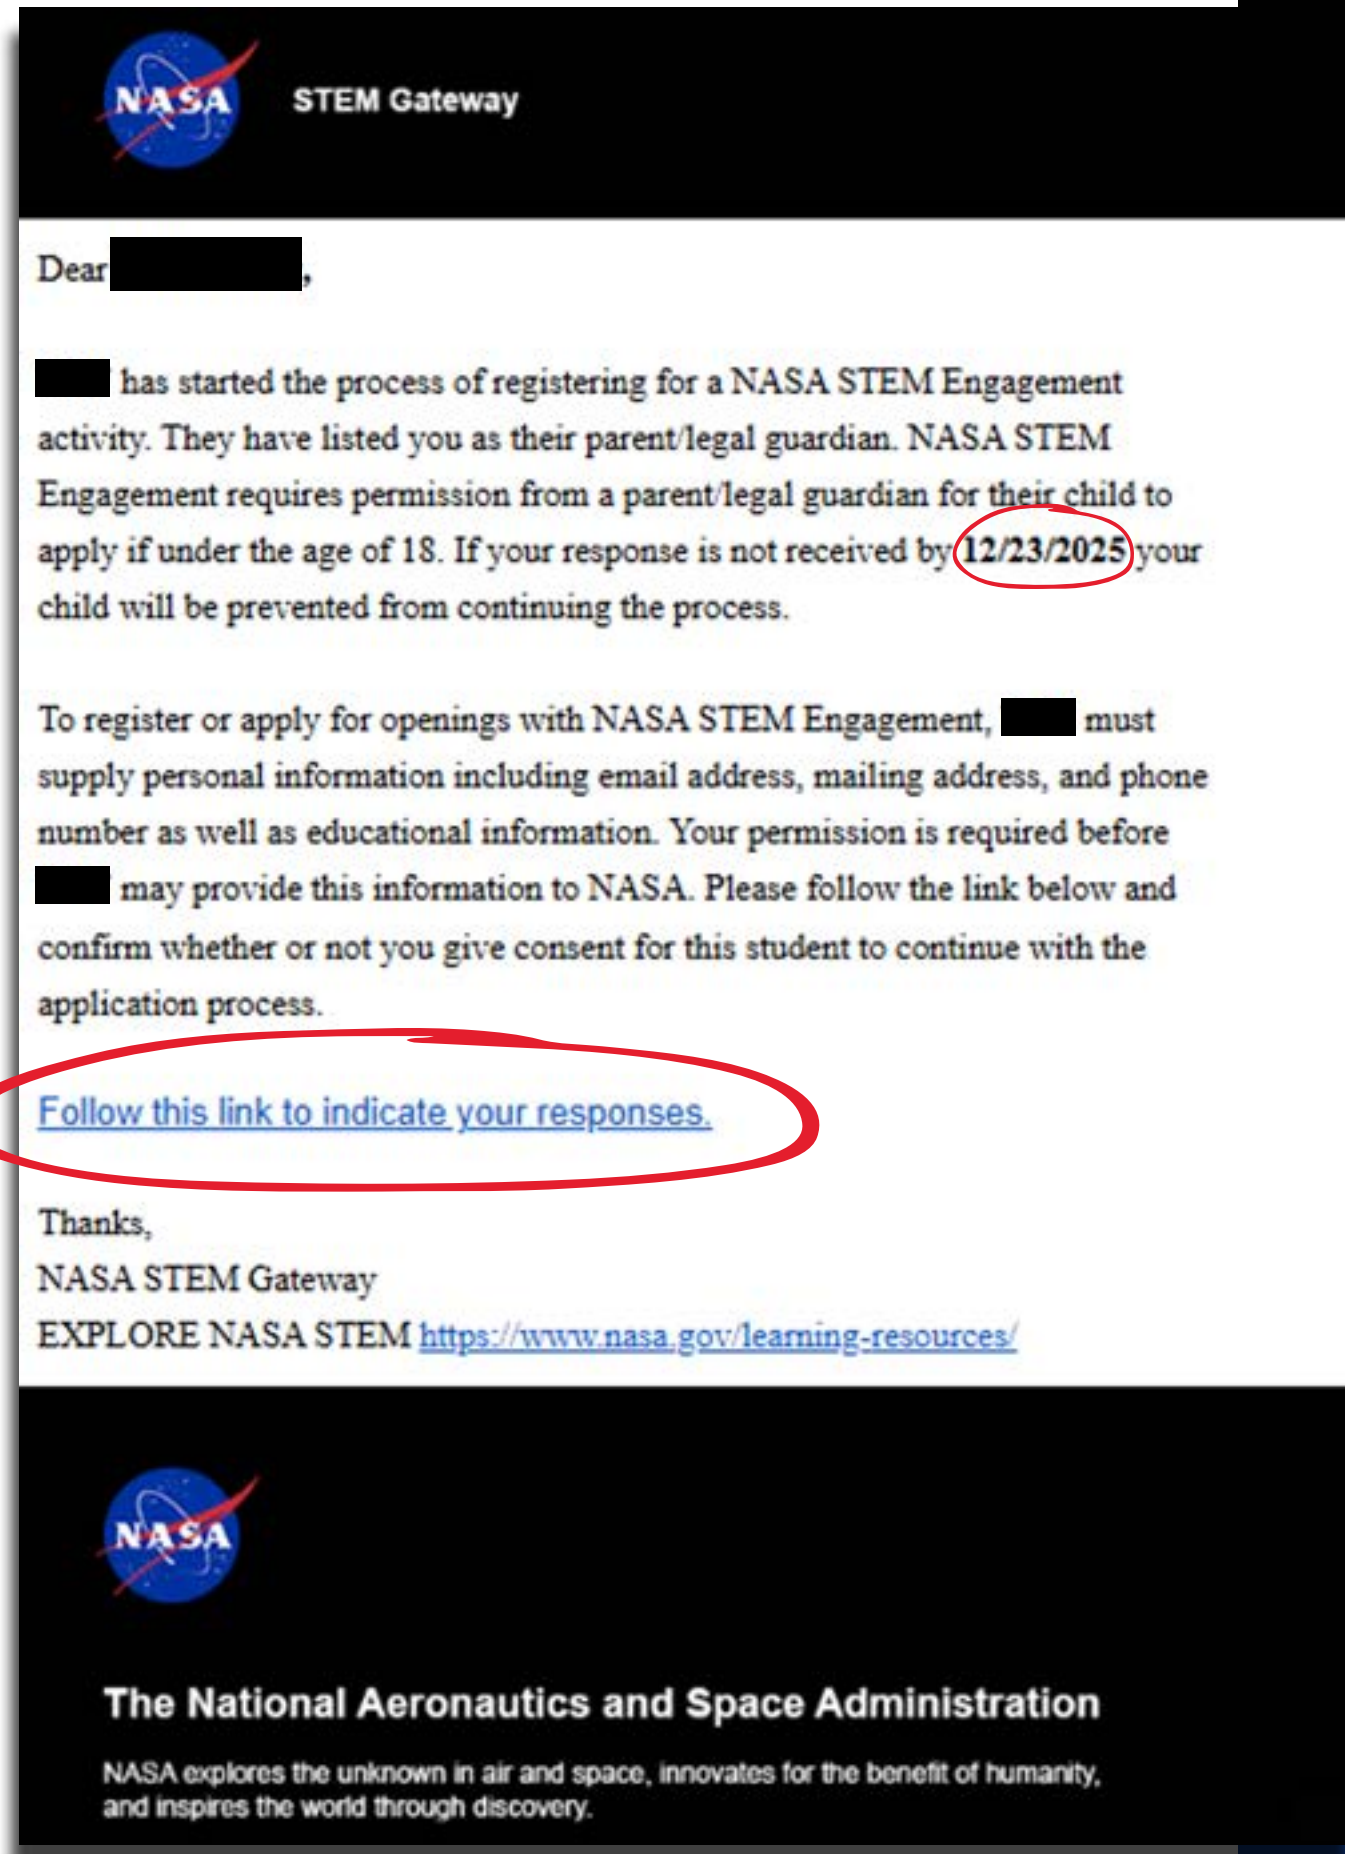 NASA
STEM Gateway
Dear ,
has started the process of registering for a NASA STEM Engagement
activity. They have listed you as their parent/legal guardian. NASA STEM
Engagement requires permission from a parent/legal guardian for their child to
apply if under the age of 18. If your response is not received by 12/23/2025 your
child will be prevented from continuing the process.
To register or apply for openings with NASA STEM Engagement, must
supply personal information including email address, mailing address, and phone
number as well as educational information. Your permission is required before
may provide this information to NASA. Please follow the link below and
confirm whether or not you give consent for this student to continue with the
application process.
Follow this link to indicate your responses.
Thanks,
NASA STEM Gateway
EXPLORE NASA STEM https://www.nasa.gov/learning-resources/
NASA
The National Aeronautics and Space Administration
NASA explores the unknown in air and space, innovates for the benefit of humanity,
and inspires the world through discovery.